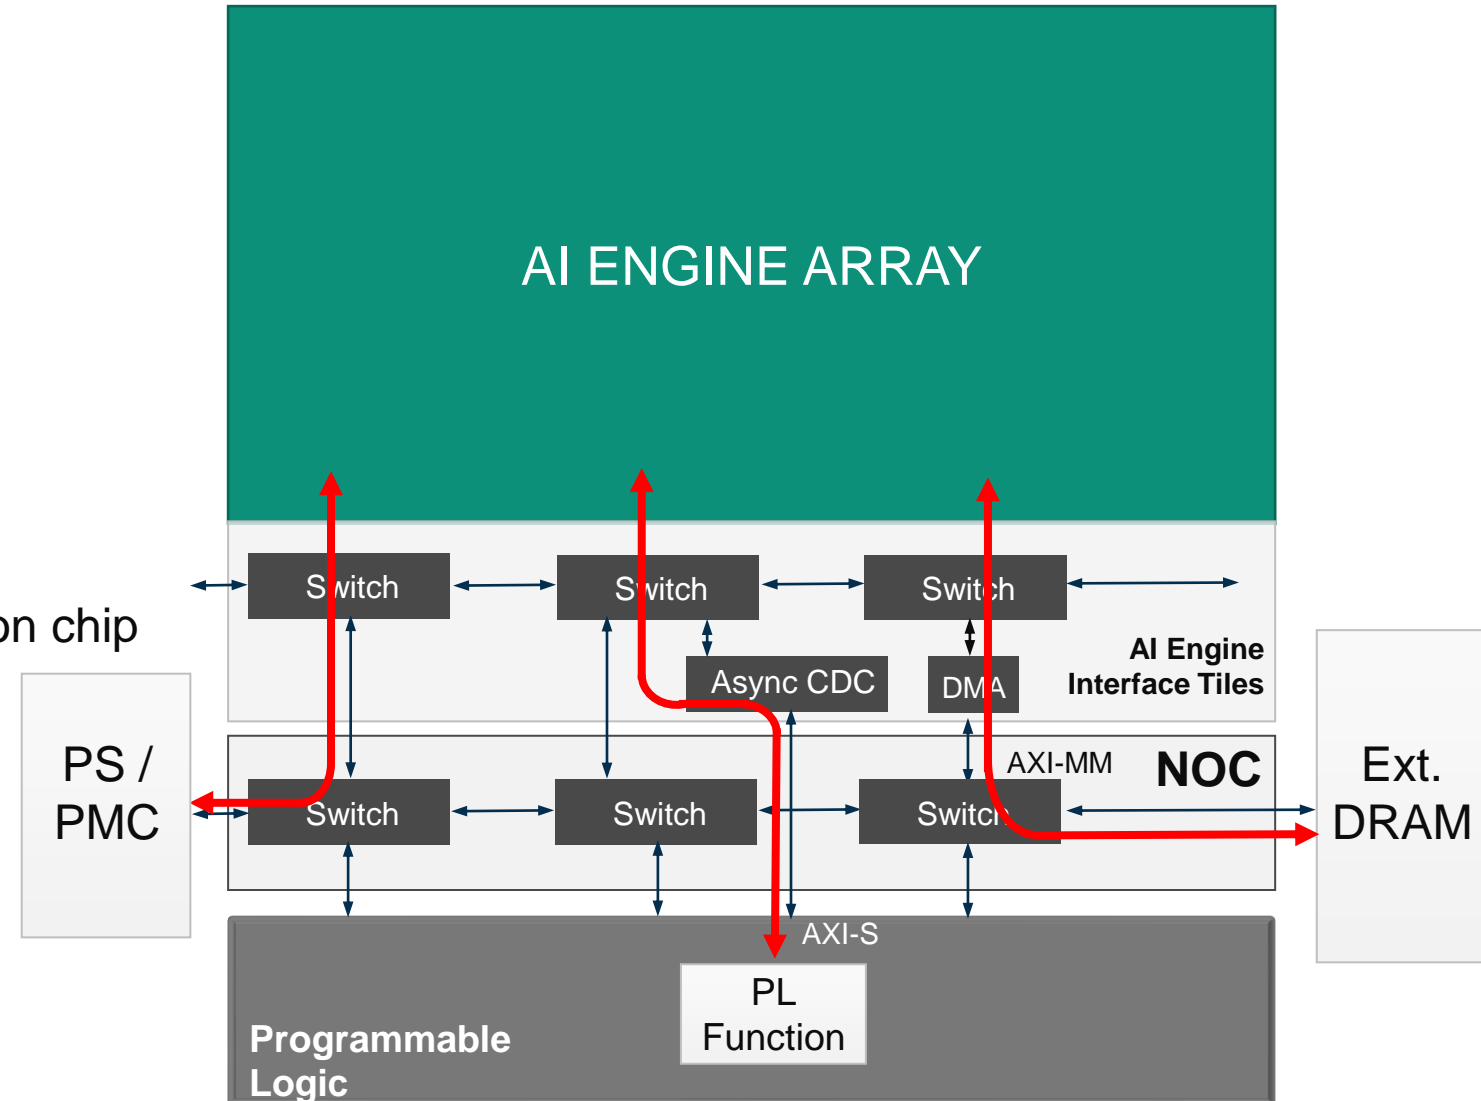 AI ENGINE ARRAY
Switch
Switch
Switch
on chip
Async CDC
DMA
AI Engine
Interface Tiles
PS /
PMC
AXI-MM
NOC
Switch
Switch
Switch
Ext.
DRAM
AXI-S
PL
Function
Programmable
Logic